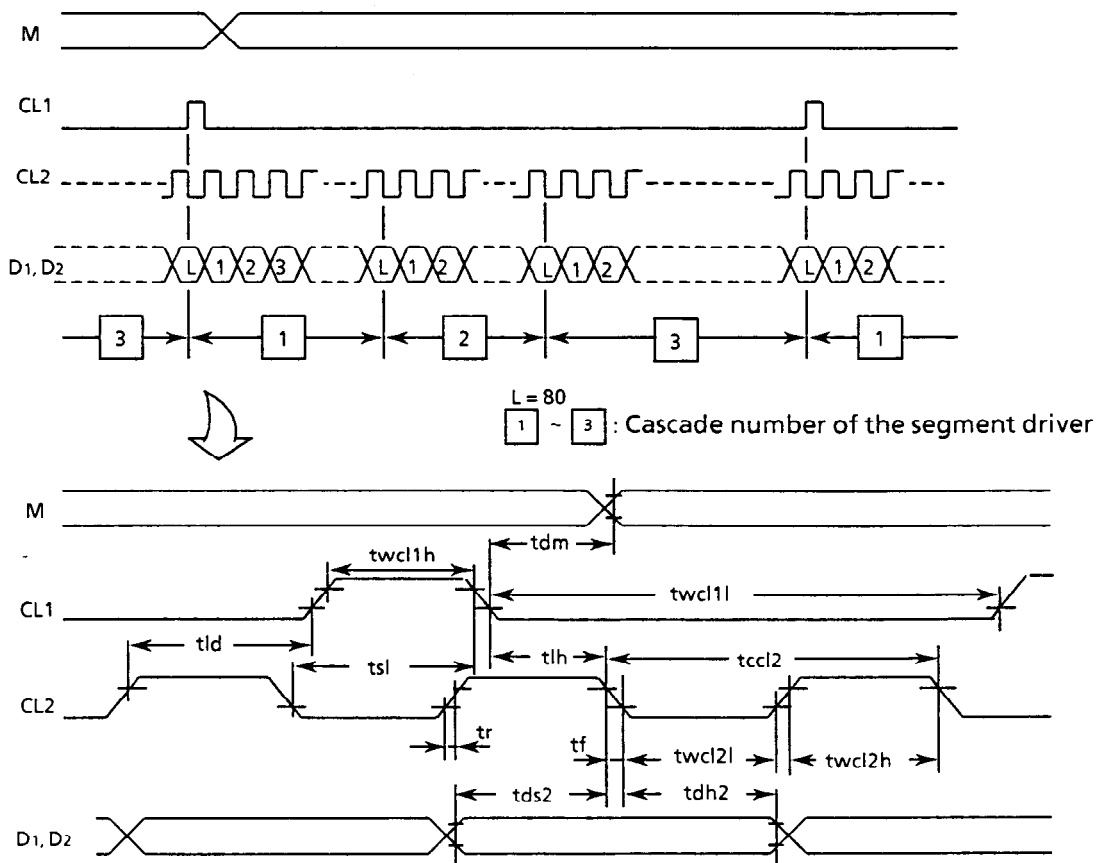 M
CL1
CL2
D1, D2
L 1 2 3 L 1 2 L 1 2 L 1 2
3 1 2 3 1
L = 80
1 ~ 3 : Cascade number of the segment driver
M
tdm
twcl1h
CL1
twcl1l
tld
tsl
tlh
tccl2
CL2
tr
tf
twcl2l
twcl2h
tds2
tdh2
D1, D2